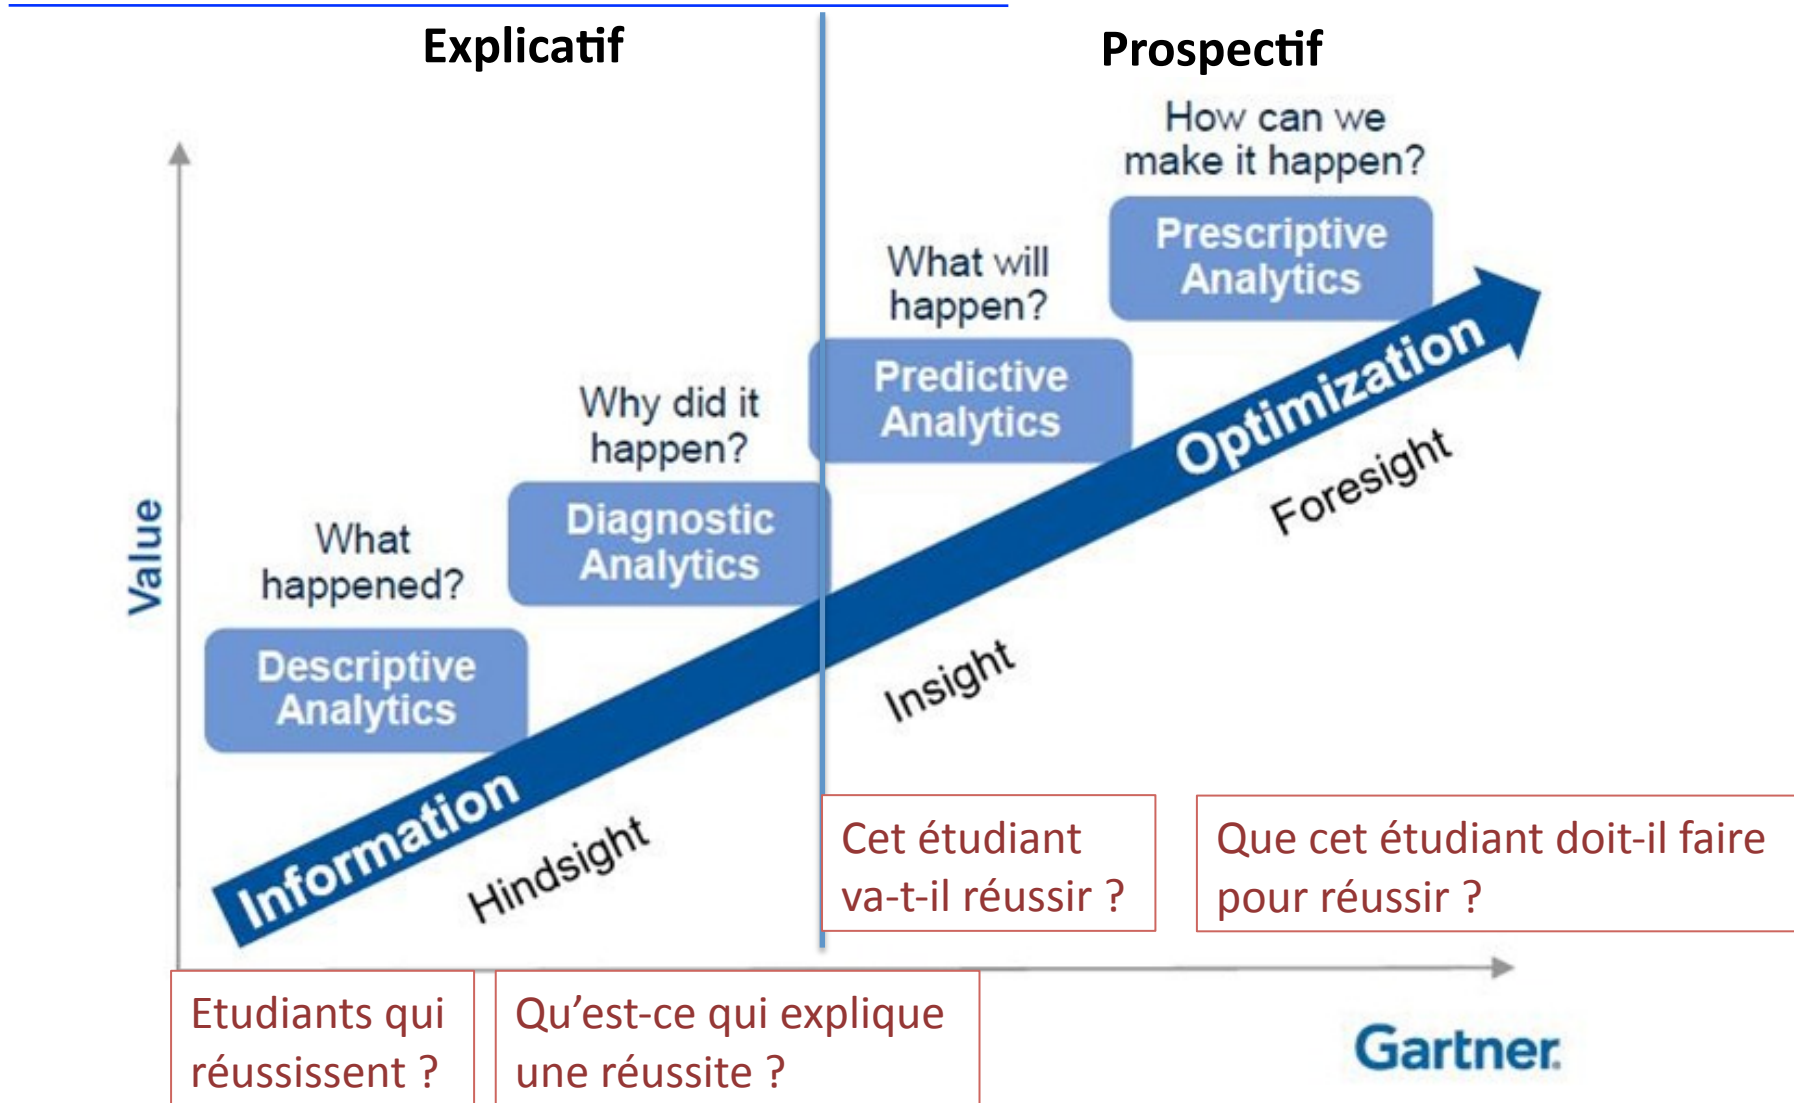 Explicatif
Prospectif
How can we
make it happen?
Prescriptive
Analytics
What will
happen?
Predictive
Analytics
Why did it
happen?
Diagnostic
Analytics
What
happened?
Descriptive
Analytics
Value
Information
Optimization
Hindsight
Insight
Foresight
Cet étudiant
va-t-il réussir ?
Que cet étudiant doit-il faire
pour réussir ?
Etudiants qui
réussissent ?
Qu’est-ce qui explique
une réussite ?
Gartner.